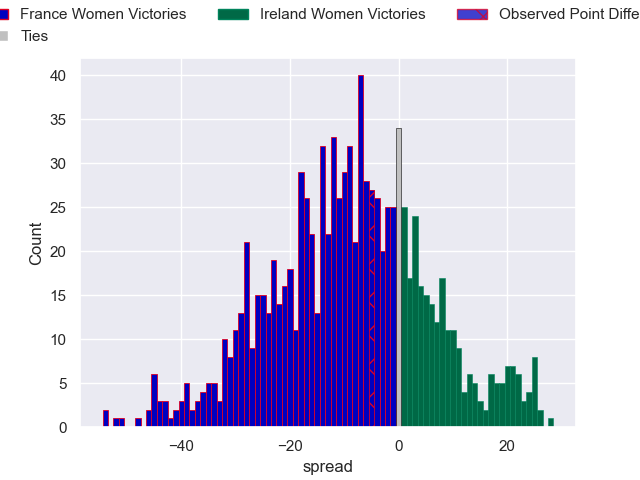 France Women Victories
Ireland Women Victories
Observed Point Diffe
Ties
40
35
30
25
20
15
10
5
0
Count
−40
−20
0
20
spread